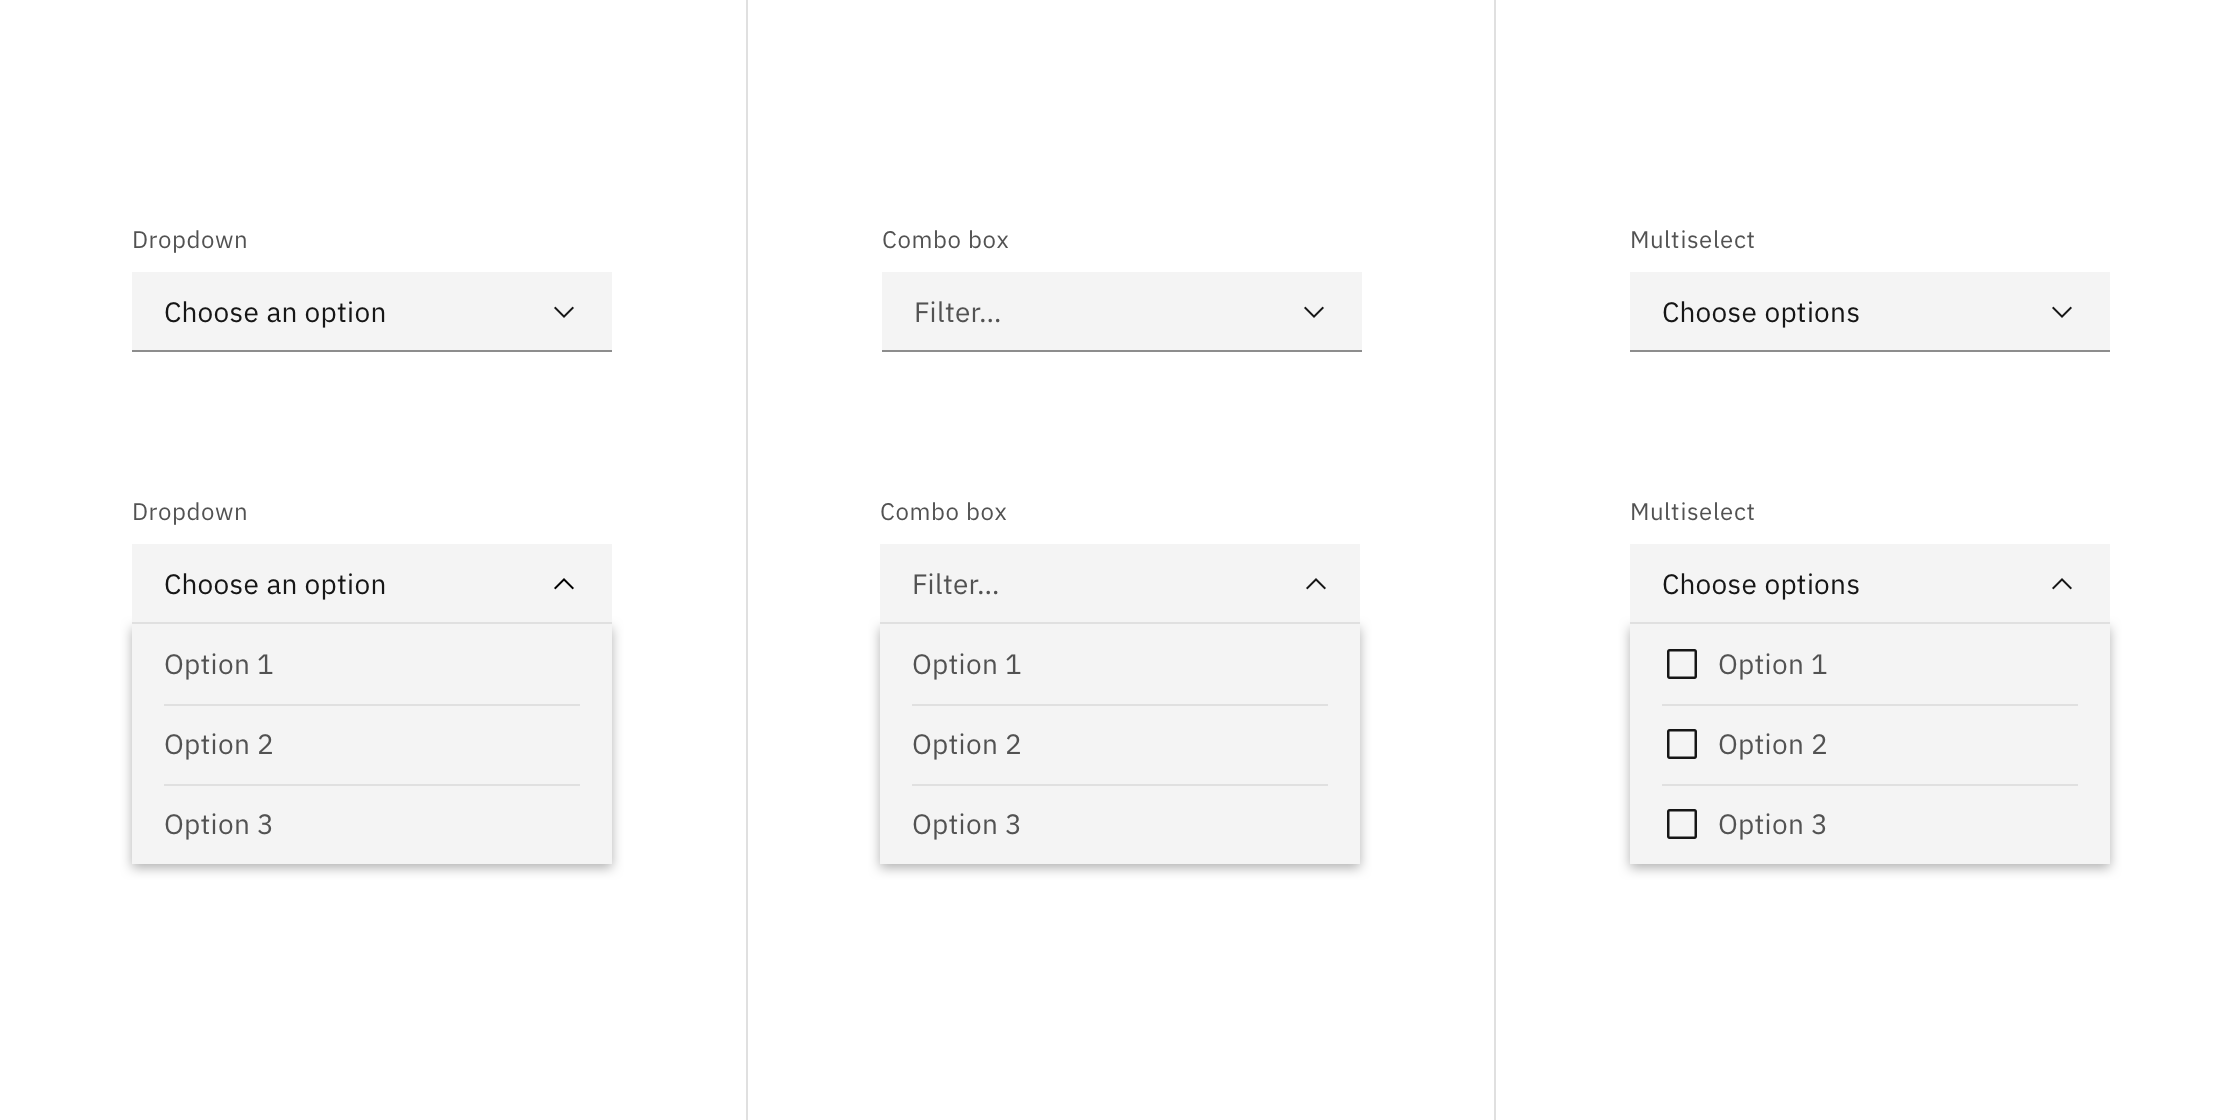 Dropdown
Choose an option
Dropdown
Choose an option
Option 1
Option 2
Option 3
Combo box
Filter...
Combo box
Filter...
Option 1
Option 2
Option 3
Multiselect
Choose options
Multiselect
Choose options
Option 1
Option 2
Option 3